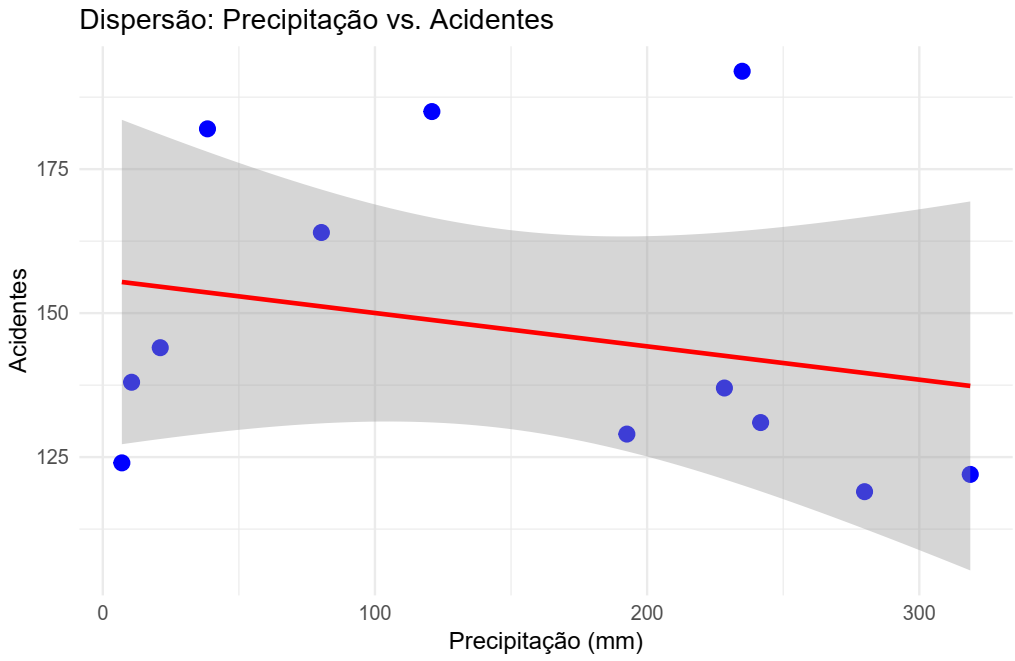 Dispersão: Precipitação vs. Acidentes
Acidentes
175
150
125
0 100 200 300
Precipitação (mm)